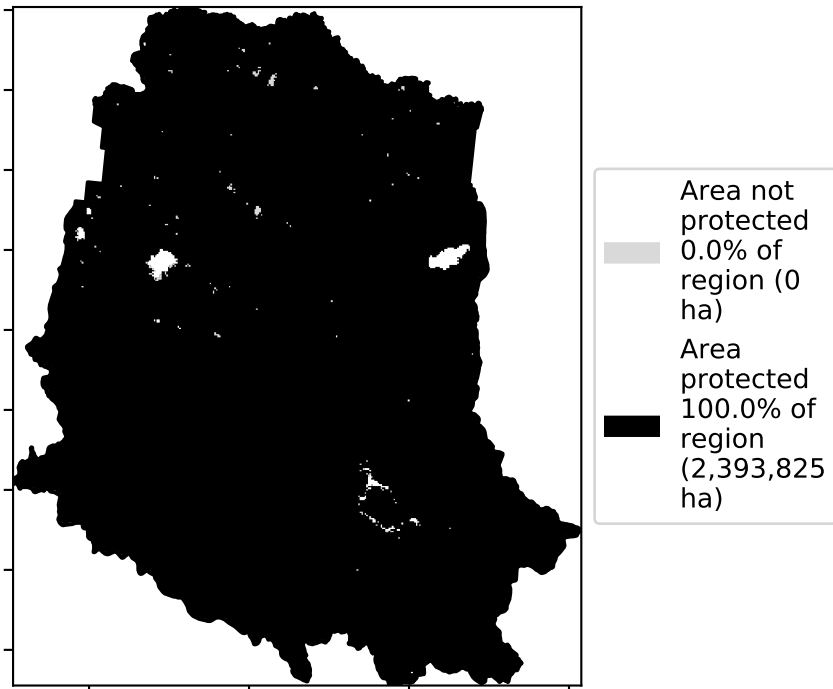 Area not
protected
0.0% of
region (0
ha)
Area
protected
100.0% of
region
(2,393,825
ha)